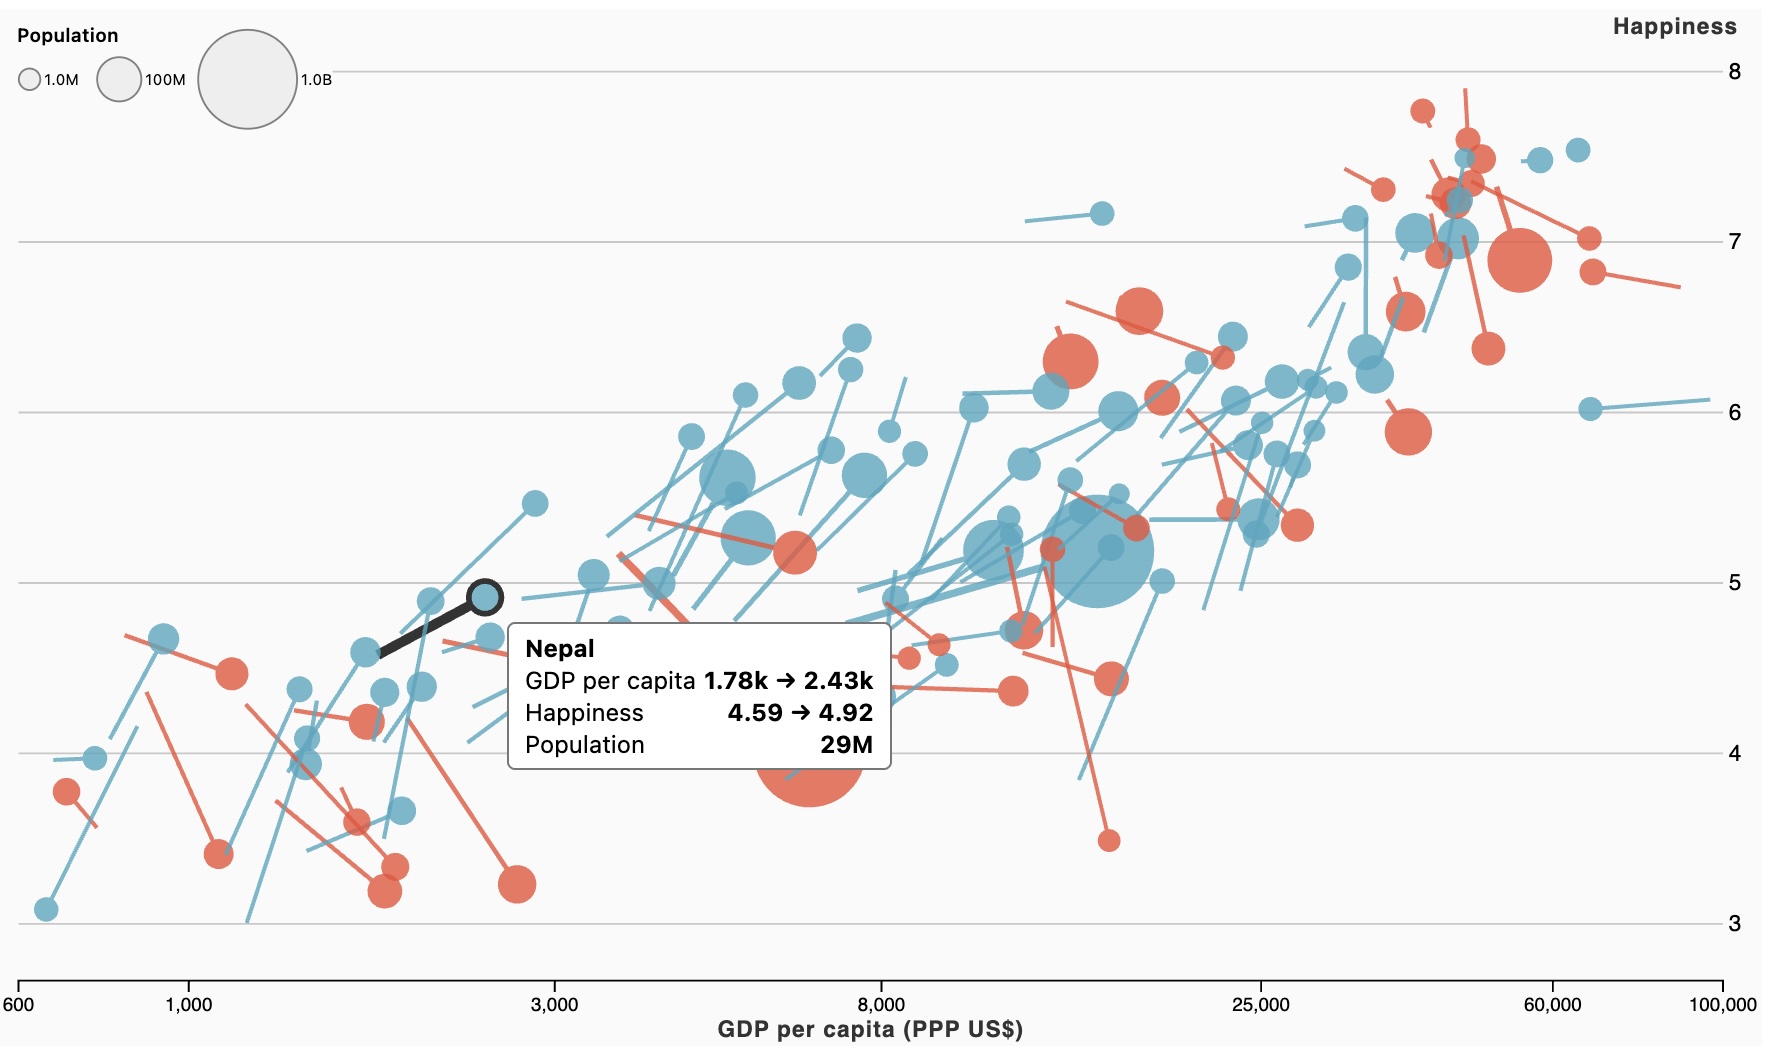 Happiness
Population
1.0M 100M 1.0B
8
7
6
5
4
3
Nepal
GDP per capita 1.78k → 2.43k
Happiness 4.59 → 4.92
Population 29M
600 1,000 3,000 8,000 25,000 60,000 100,000
GDP per capita (PPP US$)